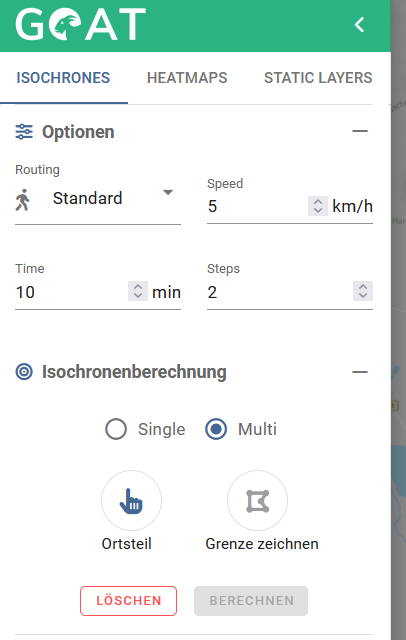 GOAT
ISOCHRONES HEATMAPS STATIC LAYERS
Optionen
Routing
Standard
Speed
5 km/h
Time
10 min
Steps
2
Isochronenberechnung
Single Multi
Ortsteil Grenze zeichnen
LÖSCHEN BERECHNEN